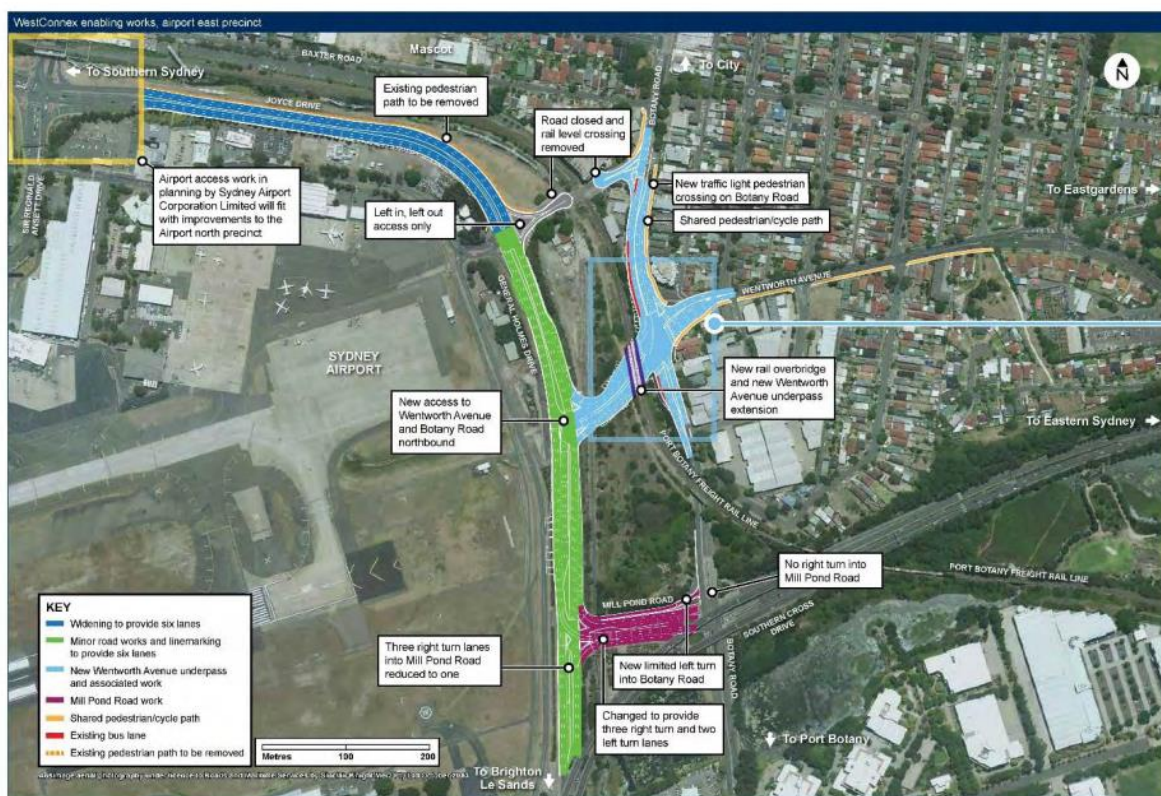 WestConnex enabling works, airport east precinct
Mascot
BAXTER ROAD
To City
BOTANY ROAD
N
To Southern Sydney
JOYCE DRIVE
Existing pedestrian
path to be removed
Road closed and
rail level crossing
removed
Airport access work in
planning by Sydney Airport
Corporation Limited will fit
with improvements to the
Airport north precinct
SIR REGINALD
ANSETT DRIVE
Left in, left out
access only
New traffic light pedestrian
crossing on Botany Road
Shared pedestrian/cycle path
To Eastgardens
WENTWORTH AVENUE
GENERAL HOLMES DRIVE
SYDNEY
AIRPORT
New access to
Wentworth Avenue
and Botany Road
northbound
New rail overbridge
and new Wentworth
Avenue underpass
extension
To Eastern Sydney
PORT BOTANY FREIGHT RAIL LINE
No right turn into
Mill Pond Road
PORT BOTANY FREIGHT RAIL LINE
MILL POND ROAD
SOUTHERN CROSS
DRIVE
BOTANY ROAD
Three right turn lanes
into Mill Pond Road
reduced to one
New limited left turn
into Botany Road
Changed to provide
three right turn and two
left turn lanes
To Port Botany
To Brighton
Le Sands
KEY
Widening to provide six lanes
Minor road works and linemarking
to provide six lanes
New Wentworth Avenue underpass
and associated work
Mill Pond Road work
Shared pedestrian/cycle path
Existing bus lane
Existing pedestrian path to be removed
Metres
100
200